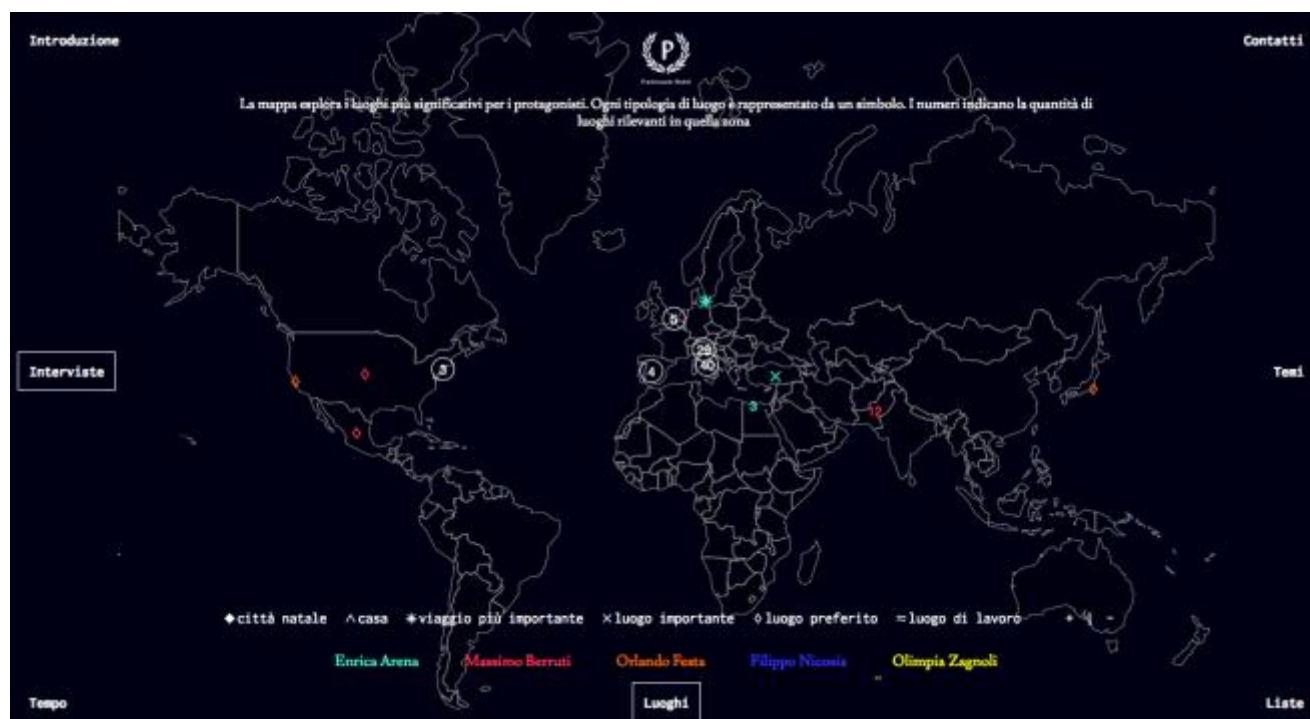 Introduzione
Contatti
P
La mappa esplora i luoghi più significativi per i protagonisti. Ogni tipologia di luogo è rappresentato da un simbolo. I numeri indicano la quantità di
luoghi rilevanti in quella zona
5
29
40
3
4
3
12
Interviste
Temi
◆città natale ^casa ✳viaggio più importante ×luogo importante ◊luogo preferito =luogo di lavoro + | -
Enrica Arena Massimo Berruti Orlando Festa Filippo Nicosia Olimpia Zagnoli
Tempo
Luoghi
Liste